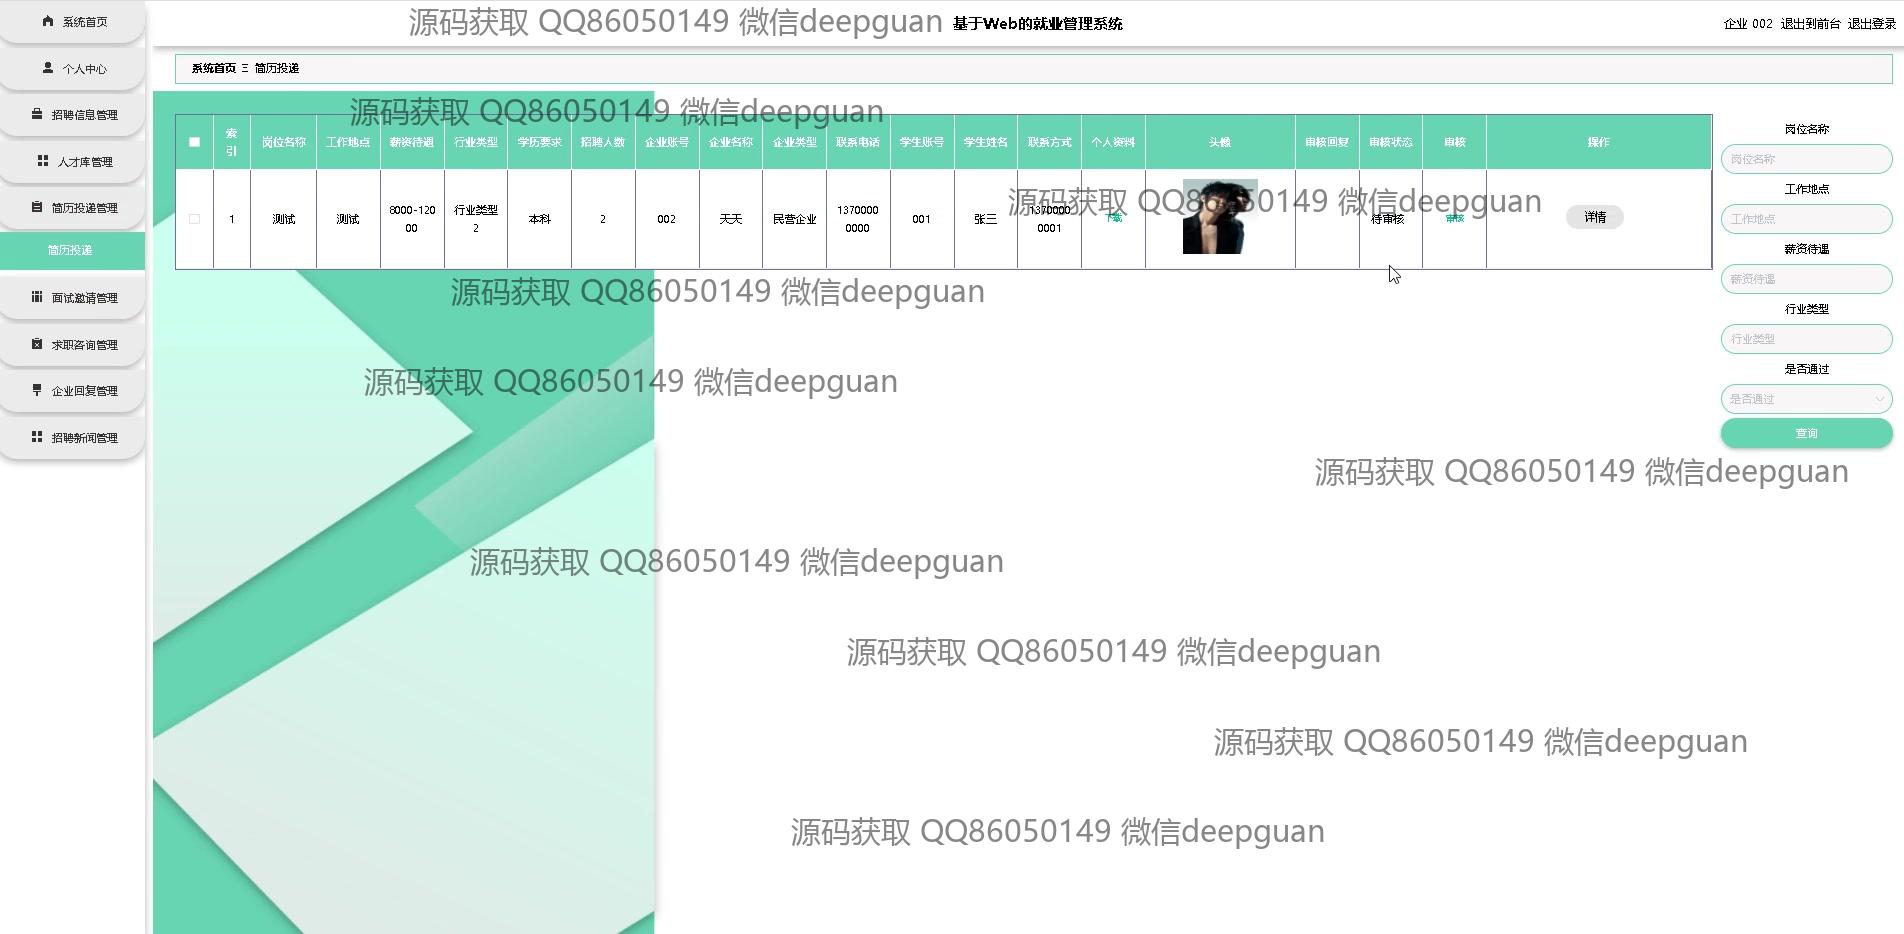 系统首页
个人中心
招聘信息管理
人才库管理
简历投递管理
简历投递
面试邀请管理
求职咨询管理
企业回复管理
招聘新闻管理
源码获取 QQ86050149 微信deepguan
基于Web的就业管理系统
企业 002 退出到前台 退出登录
系统首页 Ξ 简历投递
源码获取 QQ86050149 微信deepguan
索引 岗位名称 工作地点 薪资待遇 行业类型 学历要求 招聘人数 企业账号 企业名称 企业类型 联系电话 学生账号 学生姓名 联系方式 个人资料 头像 审核回复 审核状态 审核 操作
1 测试 测试 8000-12000 行业类型2 本科 2 002 天天 民营企业 13700000000 001 张三 13700000001 下载 待审核 审核 详情
源码获取 QQ86050149 微信deepguan
岗位名称
岗位名称
工作地点
工作地点
薪资待遇
薪资待遇
行业类型
行业类型
是否通过
是否通过
查询
源码获取 QQ86050149 微信deepguan
源码获取 QQ86050149 微信deepguan
源码获取 QQ86050149 微信deepguan
源码获取 QQ86050149 微信deepguan
源码获取 QQ86050149 微信deepguan
源码获取 QQ86050149 微信deepguan
源码获取 QQ86050149 微信deepguan